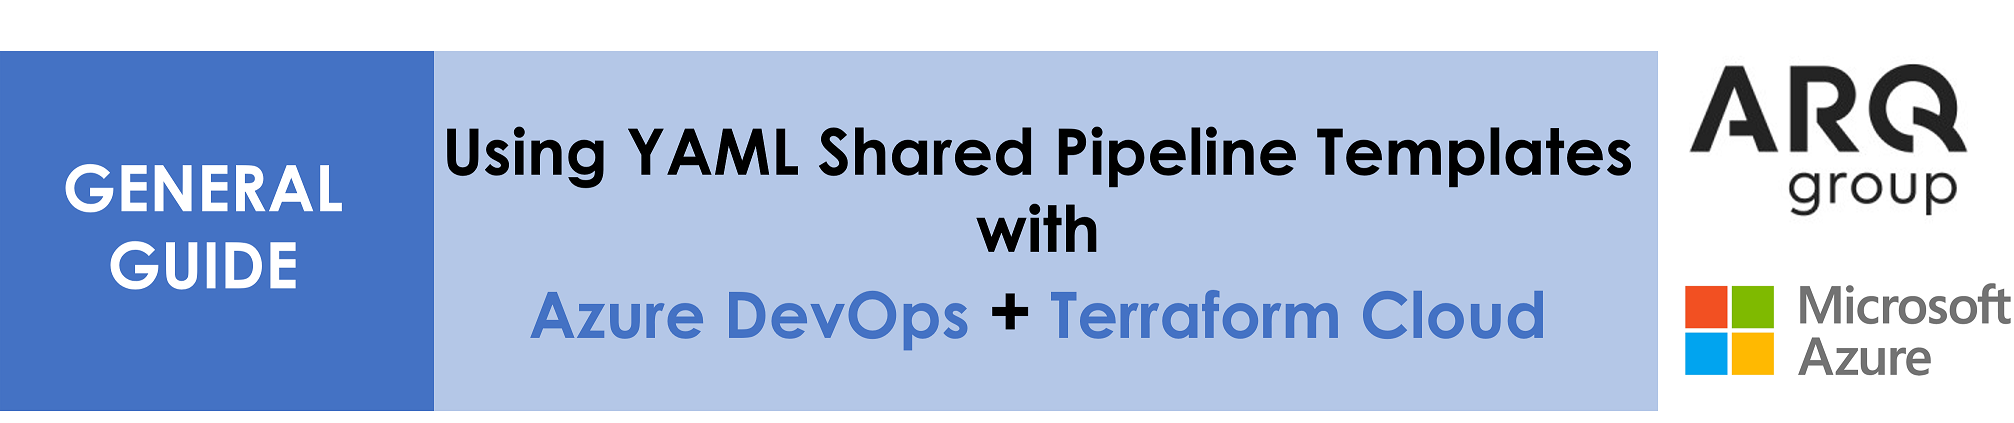 GENERAL
GUIDE
Using YAML Shared Pipeline Templates
with
Azure DevOps + Terraform Cloud
ARQ
group
Microsoft
Azure